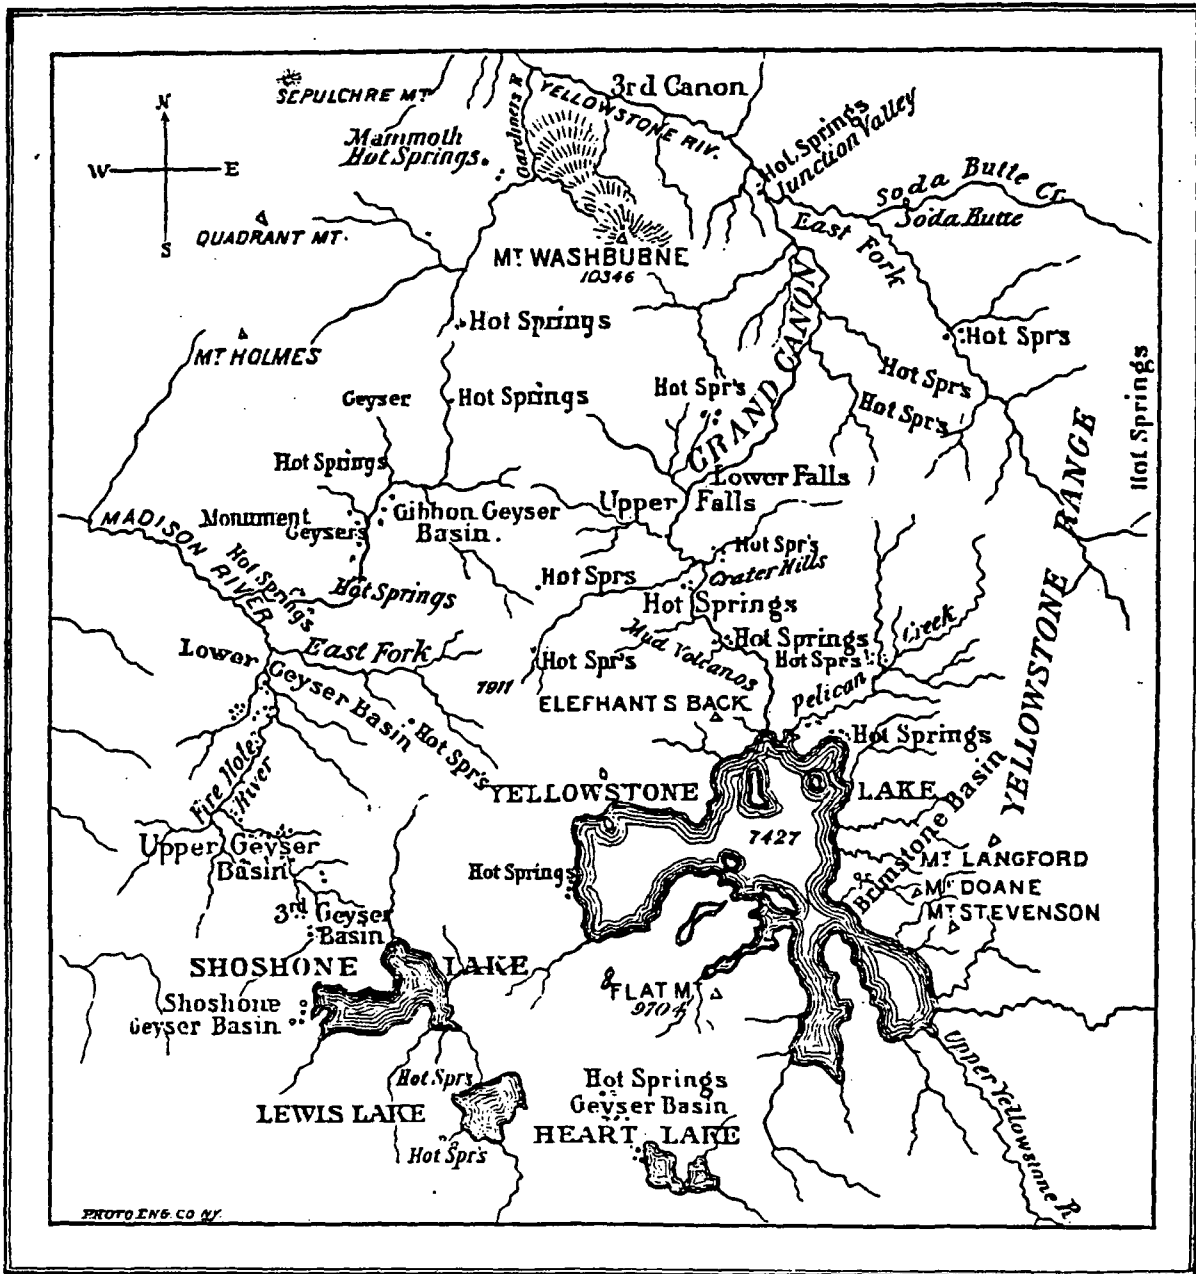 3rd Canon
SEPULCHRE MT.
N
W E
S
Gardiners R
YELLOWSTONE RIV.
Mammoth
Hot Springs.
Hot Springs
Junction Valley
Soda Butte Cr.
Soda Butte
East Fork
QUADRANT MT.
MT. WASHBURNE
10346
Hot Springs
GRAND CANON
Hot Spr's
MT. HOLMES
Hot Spr's
Hot Spr's
Hot Spr's
Hot Springs
Geyser
Hot Springs
YELLOWSTONE RANGE
Hot Springs
Lower Falls
Upper Falls
Monument
Geysers
Gibbon Geyser
Basin.
MADISON RIVER
Hot Springs
Hot Springs
Hot Spr's
Crater Hills
Hot Sprs
Hot Springs
Mud Volcanos
Hot Springs
Hot Spr's
Pelican Creek
East Fork
Lower Geyser Basin
Hot Spr's
7911
ELEFHANTS BACK
Hot Spr's
Hot Springs
Fire Hole River
YELLOWSTONE LAKE
7427
Brimstone Basin
Upper Geyser
Basin
MT. LANGFORD
MT. DOANE
MT. STEVENSON
Hot Springs
3rd Geyser
Basin
SHOSHONE LAKE
Shoshone
Geyser Basin
FLAT MT.
9704
Upper Yellowstone R
Hot Sprs
LEWIS LAKE
Hot Spr's
Hot Springs
Geyser Basin
HEART LAKE
PHOTO ENG. CO NY.